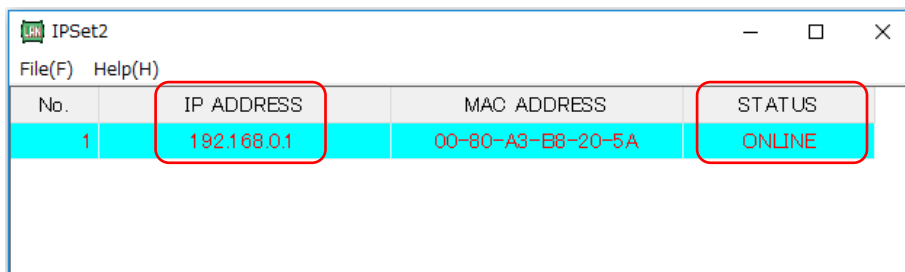 LAN IPSet2
File(F) Help(H)
No. IP ADDRESS MAC ADDRESS STATUS
1 192.168.0.1 00-80-A3-B8-20-5A ONLINE